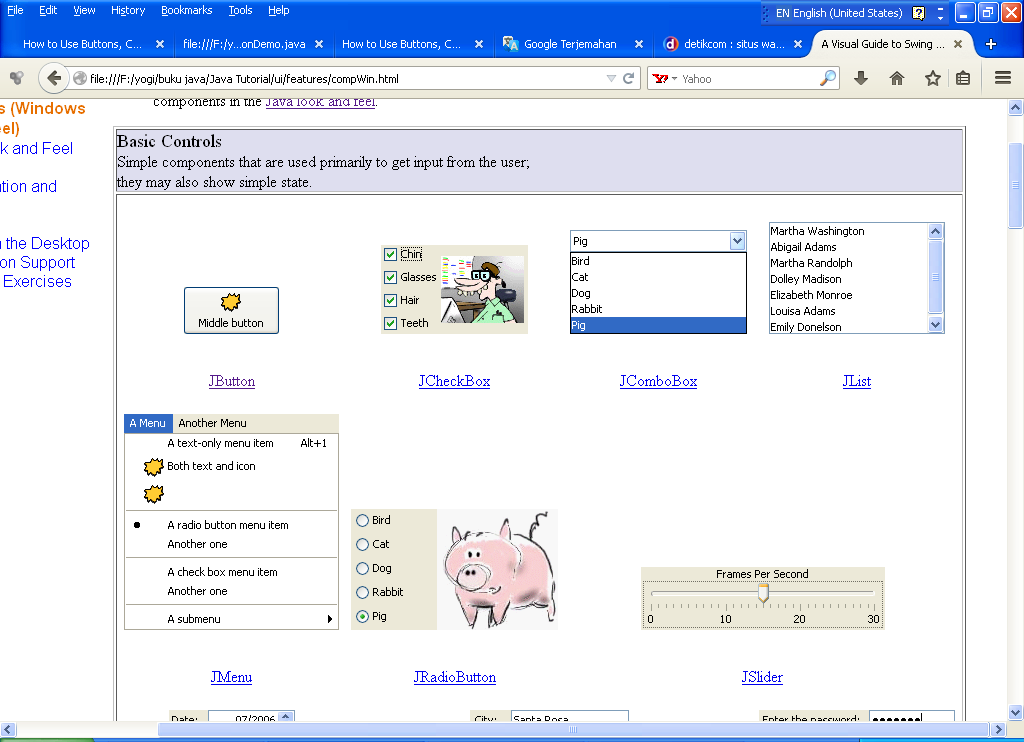 File Edit View History Bookmarks Tools Help
EN English (United States)
How to Use Buttons, C...
file:///F:/y...onDemo.java
How to Use Buttons, C...
Google Terjemahan
detikcom : situs wa...
A Visual Guide to Swing ...
file:///F:/yogi/buku java/Java Tutorial/ui/features/compWin.html
Yahoo
s (Windows
eel)
k and Feel
ition and
n the Desktop
on Support
Exercises
components in the Java look and feel.
Basic Controls
Simple components that are used primarily to get input from the user;
they may also show simple state.
Middle button
Chin
Glasses
Hair
Teeth
Pig
Bird
Cat
Dog
Rabbit
Pig
Martha Washington
Abigail Adams
Martha Randolph
Dolley Madison
Elizabeth Monroe
Louisa Adams
Emily Donelson
JButton
JCheckBox
JComboBox
JList
A Menu Another Menu
A text-only menu item Alt+1
Both text and icon
A radio button menu item
Another one
A check box menu item
Another one
A submenu
Bird
Cat
Dog
Rabbit
Pig
Frames Per Second
0 10 20 30
JMenu
JRadioButton
JSlider
Date: 07/2006
City: Santa Rosa
Enter the password: